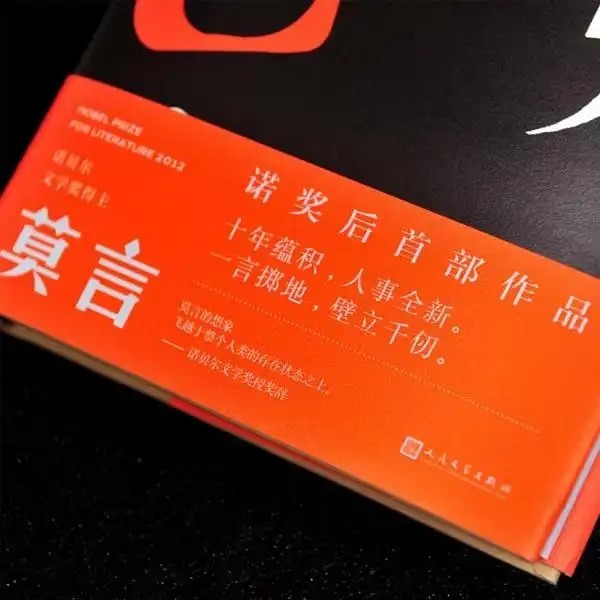 NOBEL PRIZE
FOR LITERATURE 2012
诺贝尔
文学奖得主
莫言
诺奖后首部作品
十年蕴积，人事全新。
一言掷地，壁立千仞。
莫言的想象
飞越于整个人类的存在状态之上。
——诺贝尔文学奖授奖辞
人民文学出版社